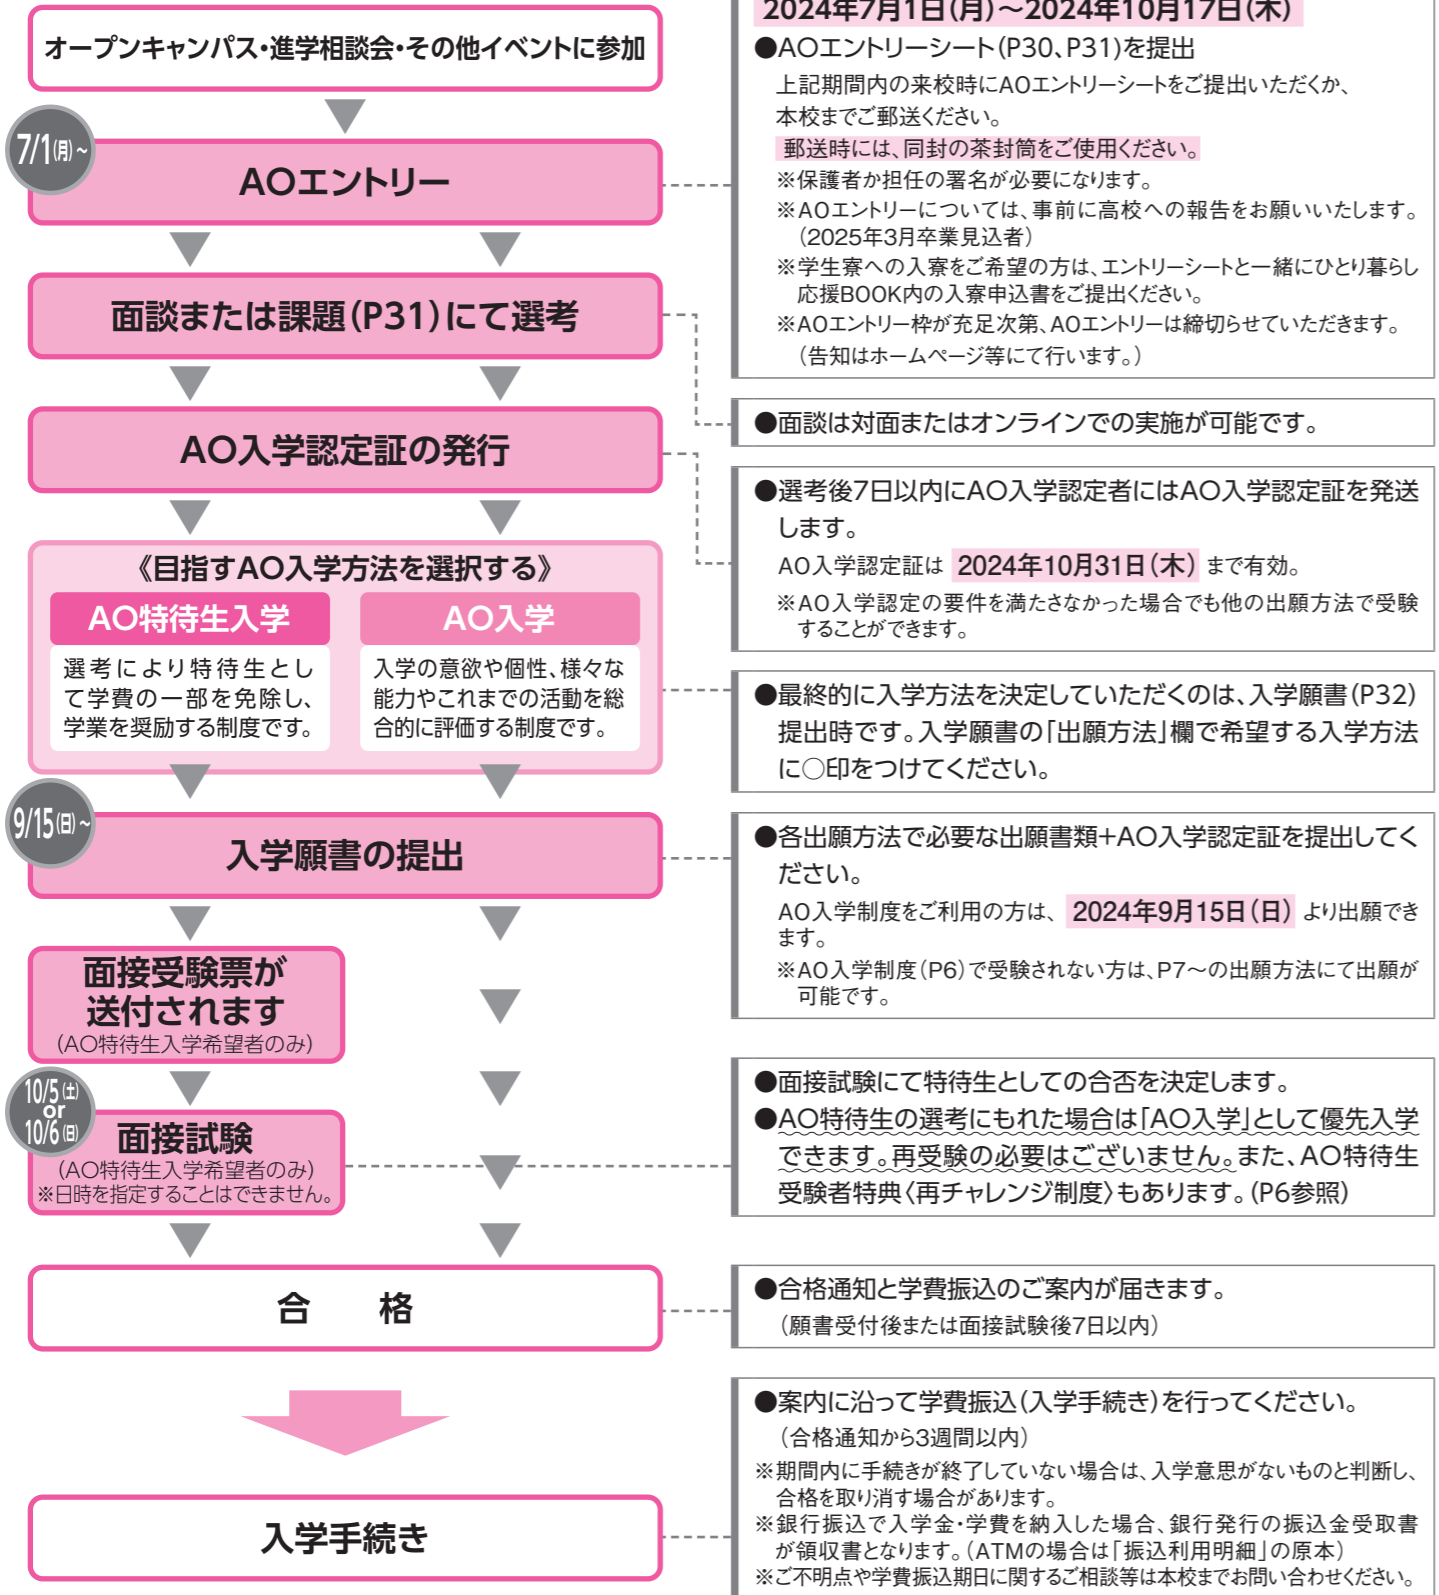 オープンキャンパス・進学相談会・その他イベントに参加
7/1(月)~
AOエントリー
面談または課題(P31)にて選考
AO入学認定証の発行
《目指すAO入学方法を選択する》
AO特待生入学
選考により特待生とし
て学費の一部を免除し、
学業を奨励する制度です。
AO入学
入学の意欲や個性、様々な
能力やこれまでの活動を総
合的に評価する制度です。
9/15(日)~
入学願書の提出
面接受験票が
送付されます
(AO特待生入学希望者のみ)
10/5(土)
or
10/6(日)
面接試験
(AO特待生入学希望者のみ)
※日時を指定することはできません。
合 格
入学手続き
2024年7月1日(月)〜2024年10月17日(木)
●AOエントリーシート(P30、P31)を提出
上記期間内の来校時にAOエントリーシートをご提出いただくか、
本校までご郵送ください。
郵送時には、同封の茶封筒をご使用ください。
※保護者か担任の署名が必要になります。
※AOエントリーについては、事前に高校への報告をお願いいたします。
(2025年3月卒業見込者)
※学生寮への入寮をご希望の方は、エントリーシートと一緒にひとり暮らし
応援BOOK内の入寮申込書をご提出ください。
※AOエントリー枠が充足次第、AOエントリーは締切らせていただきます。
(告知はホームページ等にて行います。)
●面談は対面またはオンラインでの実施が可能です。
●選考後7日以内にAO入学認定者にはAO入学認定証を発送
します。
AO入学認定証は 2024年10月31日(木) まで有効。
※AO入学認定の要件を満たさなかった場合でも他の出願方法で受験
することができます。
●最終的に入学方法を決定していただくのは、入学願書(P32)
提出時です。入学願書の「出願方法」欄で希望する入学方法
に○印をつけてください。
●各出願方法で必要な出願書類+AO入学認定証を提出してく
ださい。
AO入学制度をご利用の方は、 2024年9月15日(日) より出願でき
ます。
※AO入学制度(P6)で受験されない方は、P7〜の出願方法にて出願が
可能です。
●面接試験にて特待生としての合否を決定します。
●AO特待生の選考にもれた場合は「AO入学」として優先入学
できます。再受験の必要はございません。また、AO特待生
受験者特典〈再チャレンジ制度〉もあります。(P6参照)
●合格通知と学費振込のご案内が届きます。
(願書受付後または面接試験後7日以内)
●案内に沿って学費振込(入学手続き)を行ってください。
(合格通知から3週間以内)
※期間内に手続きが終了していない場合は、入学意思がないものと判断し、
合格を取り消す場合があります。
※銀行振込で入学金・学費を納入した場合、銀行発行の振込金受取書
が領収書となります。(ATMの場合は「振込利用明細」の原本)
※ご不明点や学費振込期日に関するご相談等は本校までお問い合わせください。